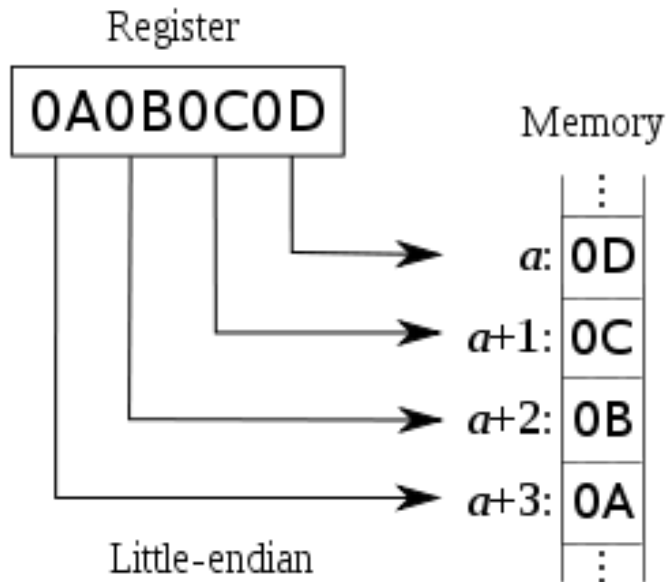 Register
0A0B0C0D
Memory
⋮
a: 0D
a+1: 0C
a+2: 0B
a+3: 0A
⋮
Little-endian